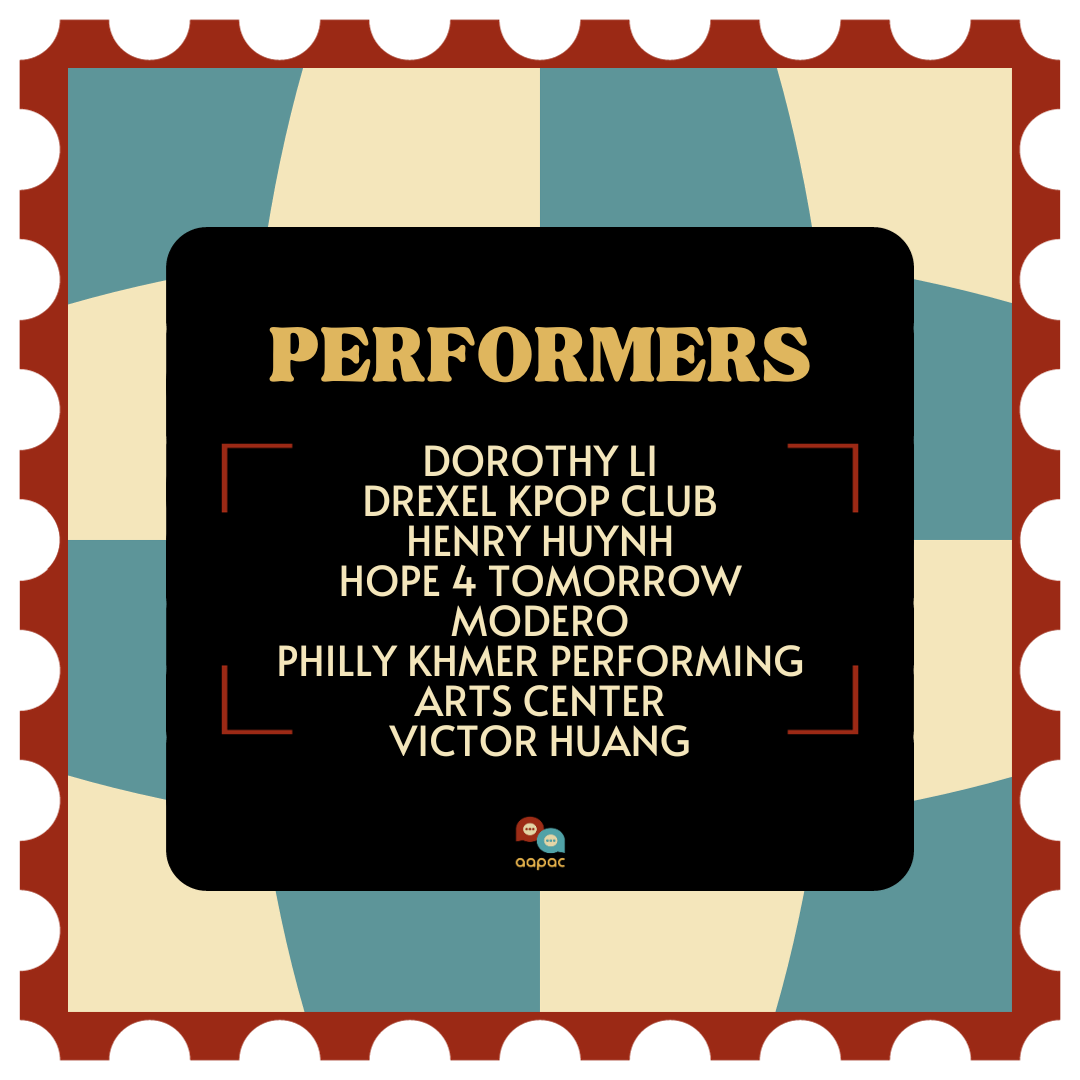 PERFORMERS
DOROTHY LI
DREXEL KPOP CLUB
HENRY HUYNH
HOPE 4 TOMORROW
MODERO
PHILLY KHMER PERFORMING
ARTS CENTER
VICTOR HUANG
aapac